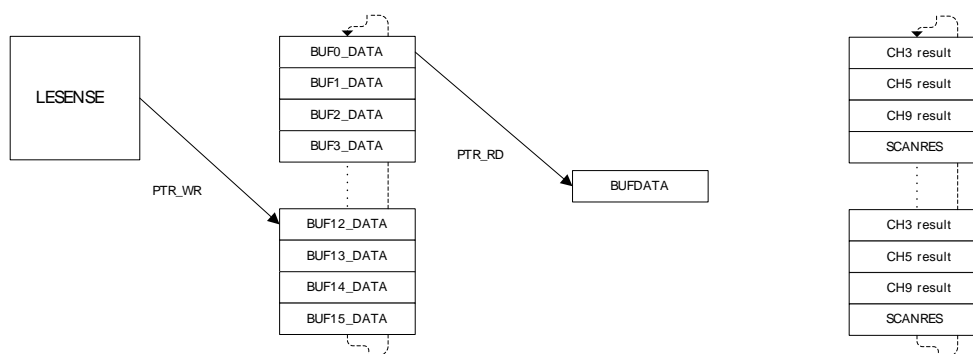 LESENSE
PTR_WR
BUF0_DATA
BUF1_DATA
BUF2_DATA
BUF3_DATA
BUF12_DATA
BUF13_DATA
BUF14_DATA
BUF15_DATA
PTR_RD
BUFDATA
CH3 result
CH5 result
CH9 result
SCANRES
CH3 result
CH5 result
CH9 result
SCANRES